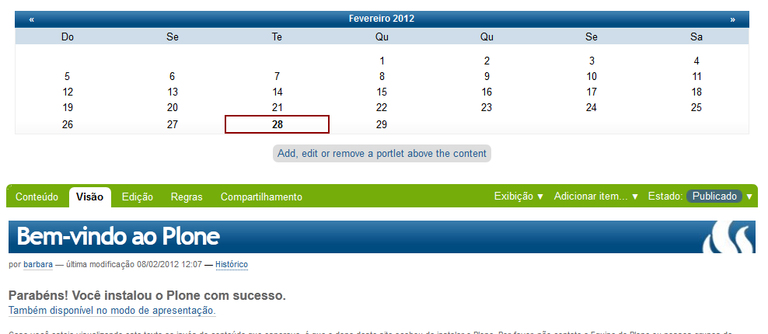 « Fevereiro 2012 »
Do Se Te Qu Qu Se Sa
1 2 3 4
5 6 7 8 9 10 11
12 13 14 15 16 17 18
19 20 21 22 23 24 25
26 27 28 29
Add, edit or remove a portlet above the content
Conteúdo Visão Edição Regras Compartilhamento Exibição ▼ Adicionar item... ▼ Estado: Publicado ▼
Bem-vindo ao Plone
por barbara — última modificação 08/02/2012 12:07 — Histórico
Parabéns! Você instalou o Plone com sucesso.
Também disponível no modo de apresentação.